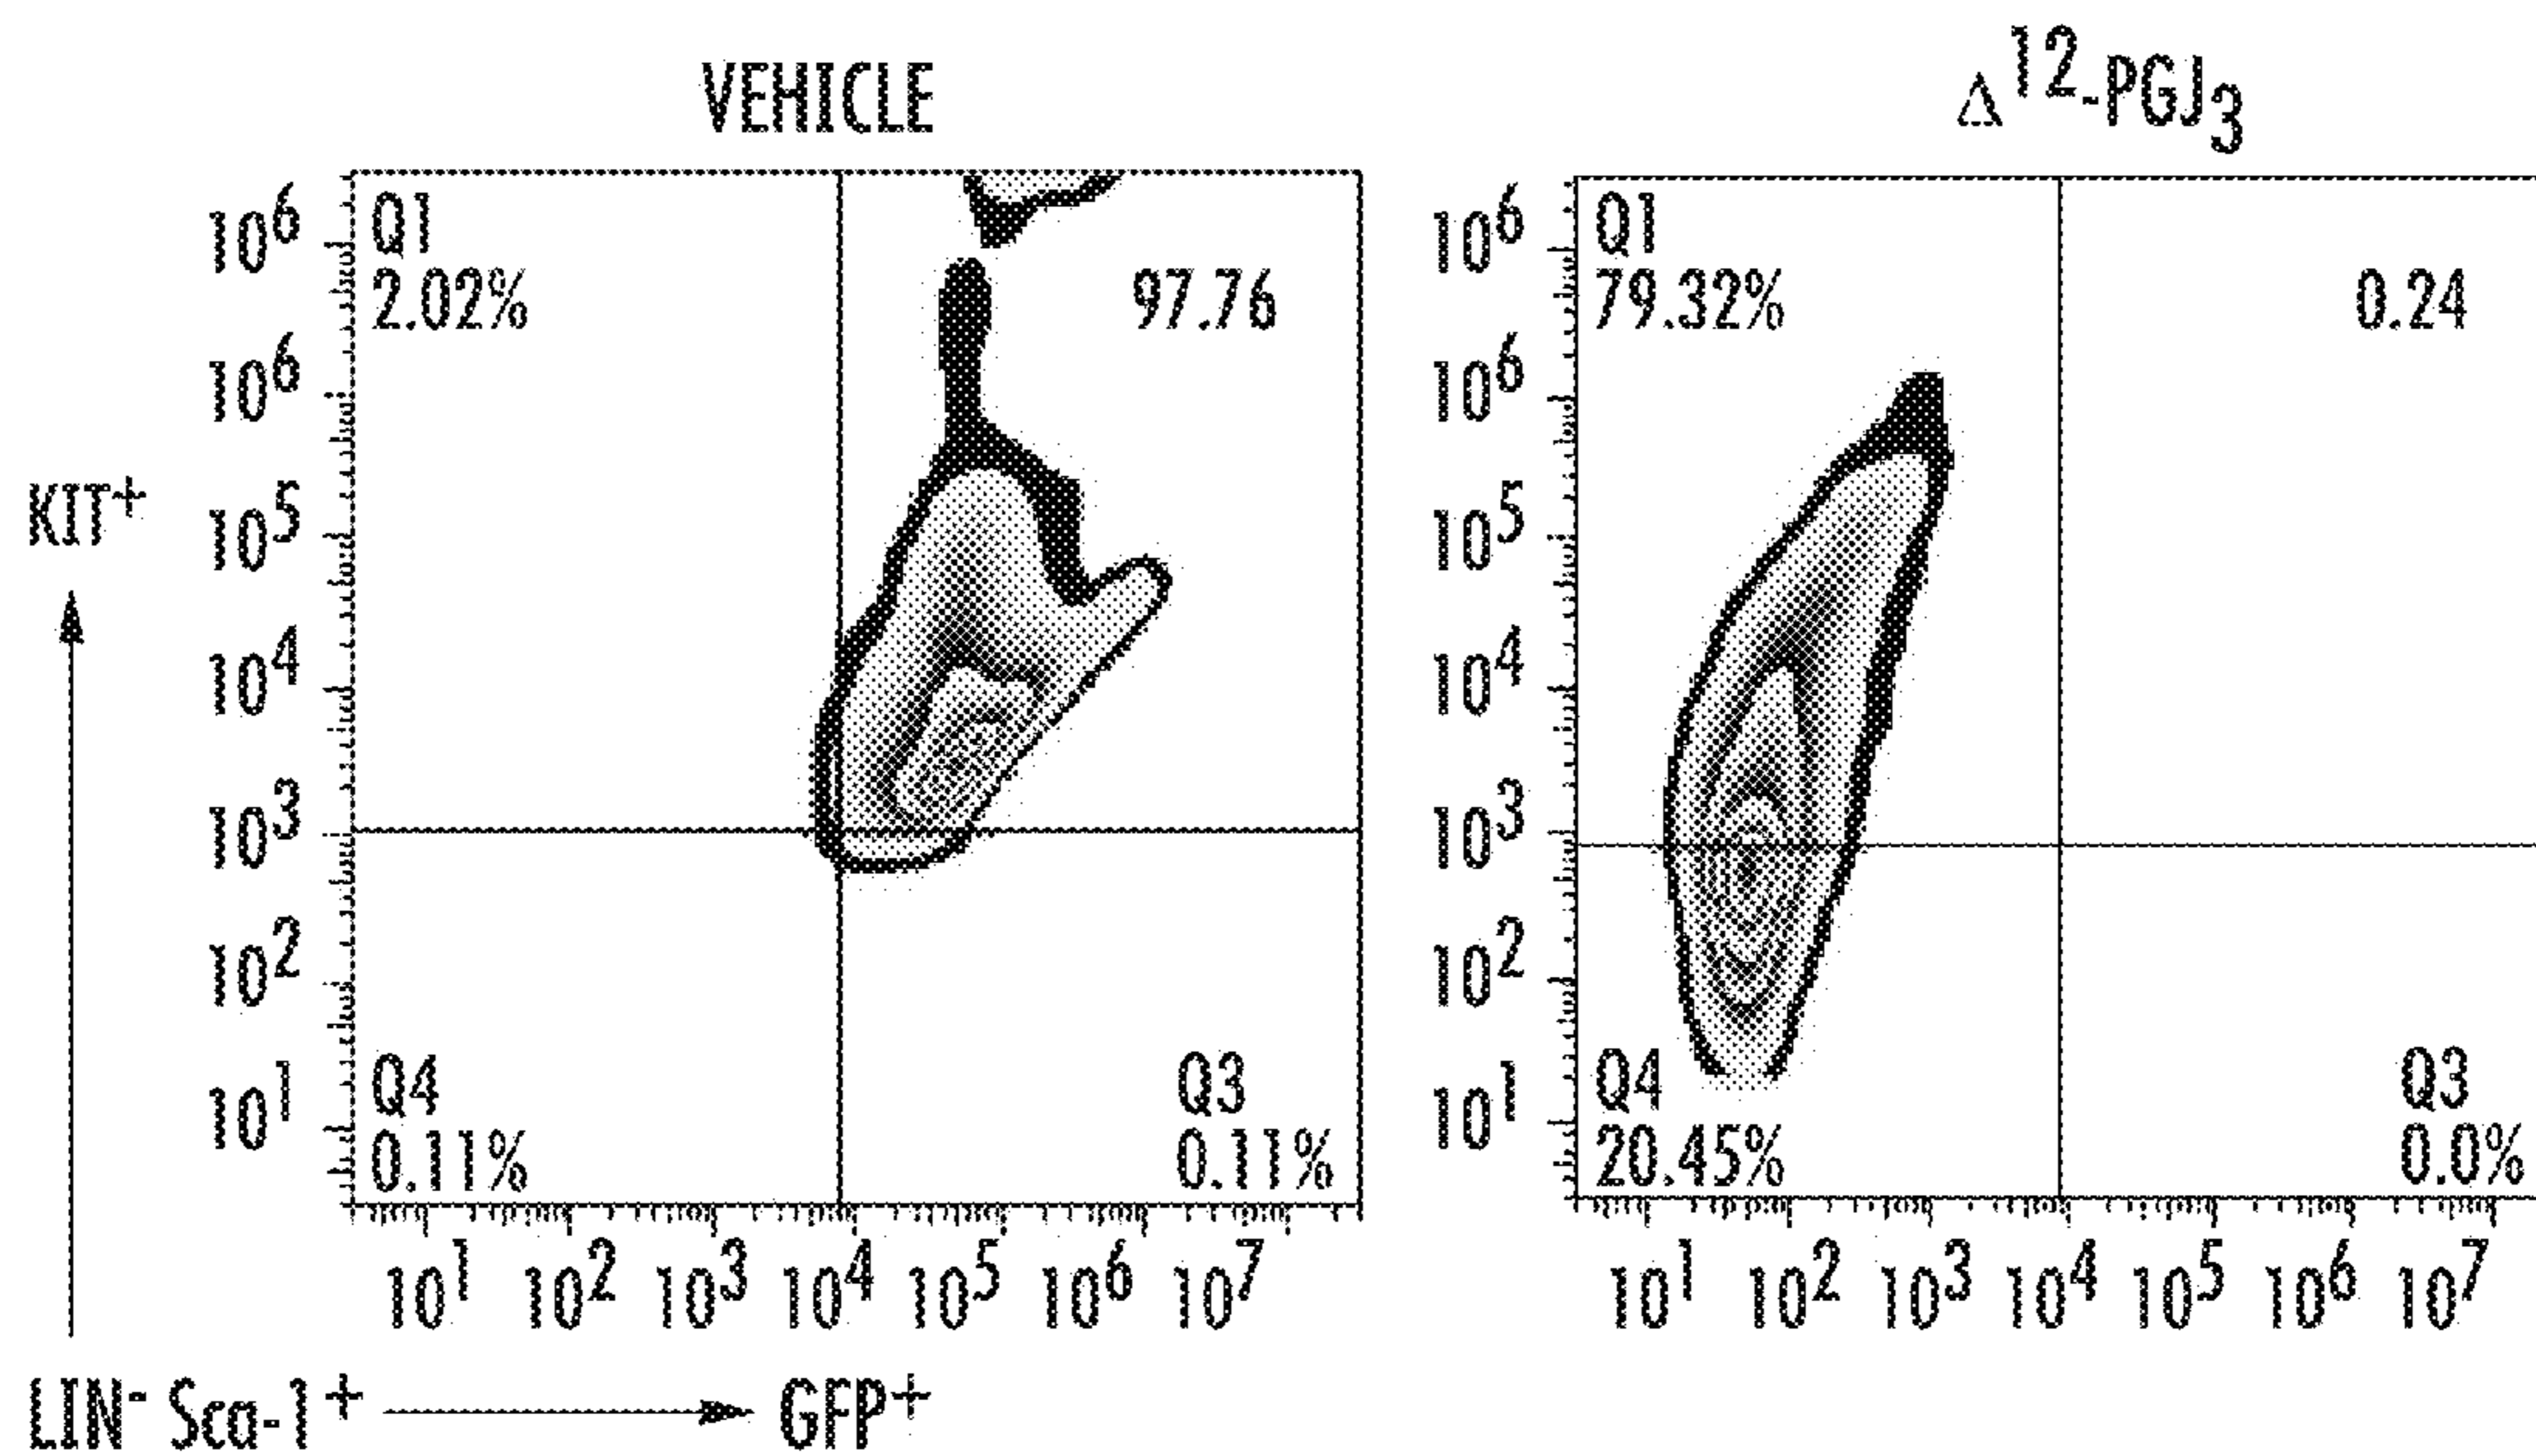 VEHICLE
Δ12-PGJ3
KIT+
10^6
10^6
10^5
10^4
10^3
10^2
10^1
Q1
2.02%
97.76
Q4
0.11%
Q3
0.11%
10^1 10^2 10^3 10^4 10^5 10^6 10^7
10^6
10^6
10^5
10^4
10^3
10^2
10^1
Q1
79.32%
0.24
Q4
20.45%
Q3
0.0%
10^1 10^2 10^3 10^4 10^5 10^6 10^7
LIN- Sca-1+ GFP+